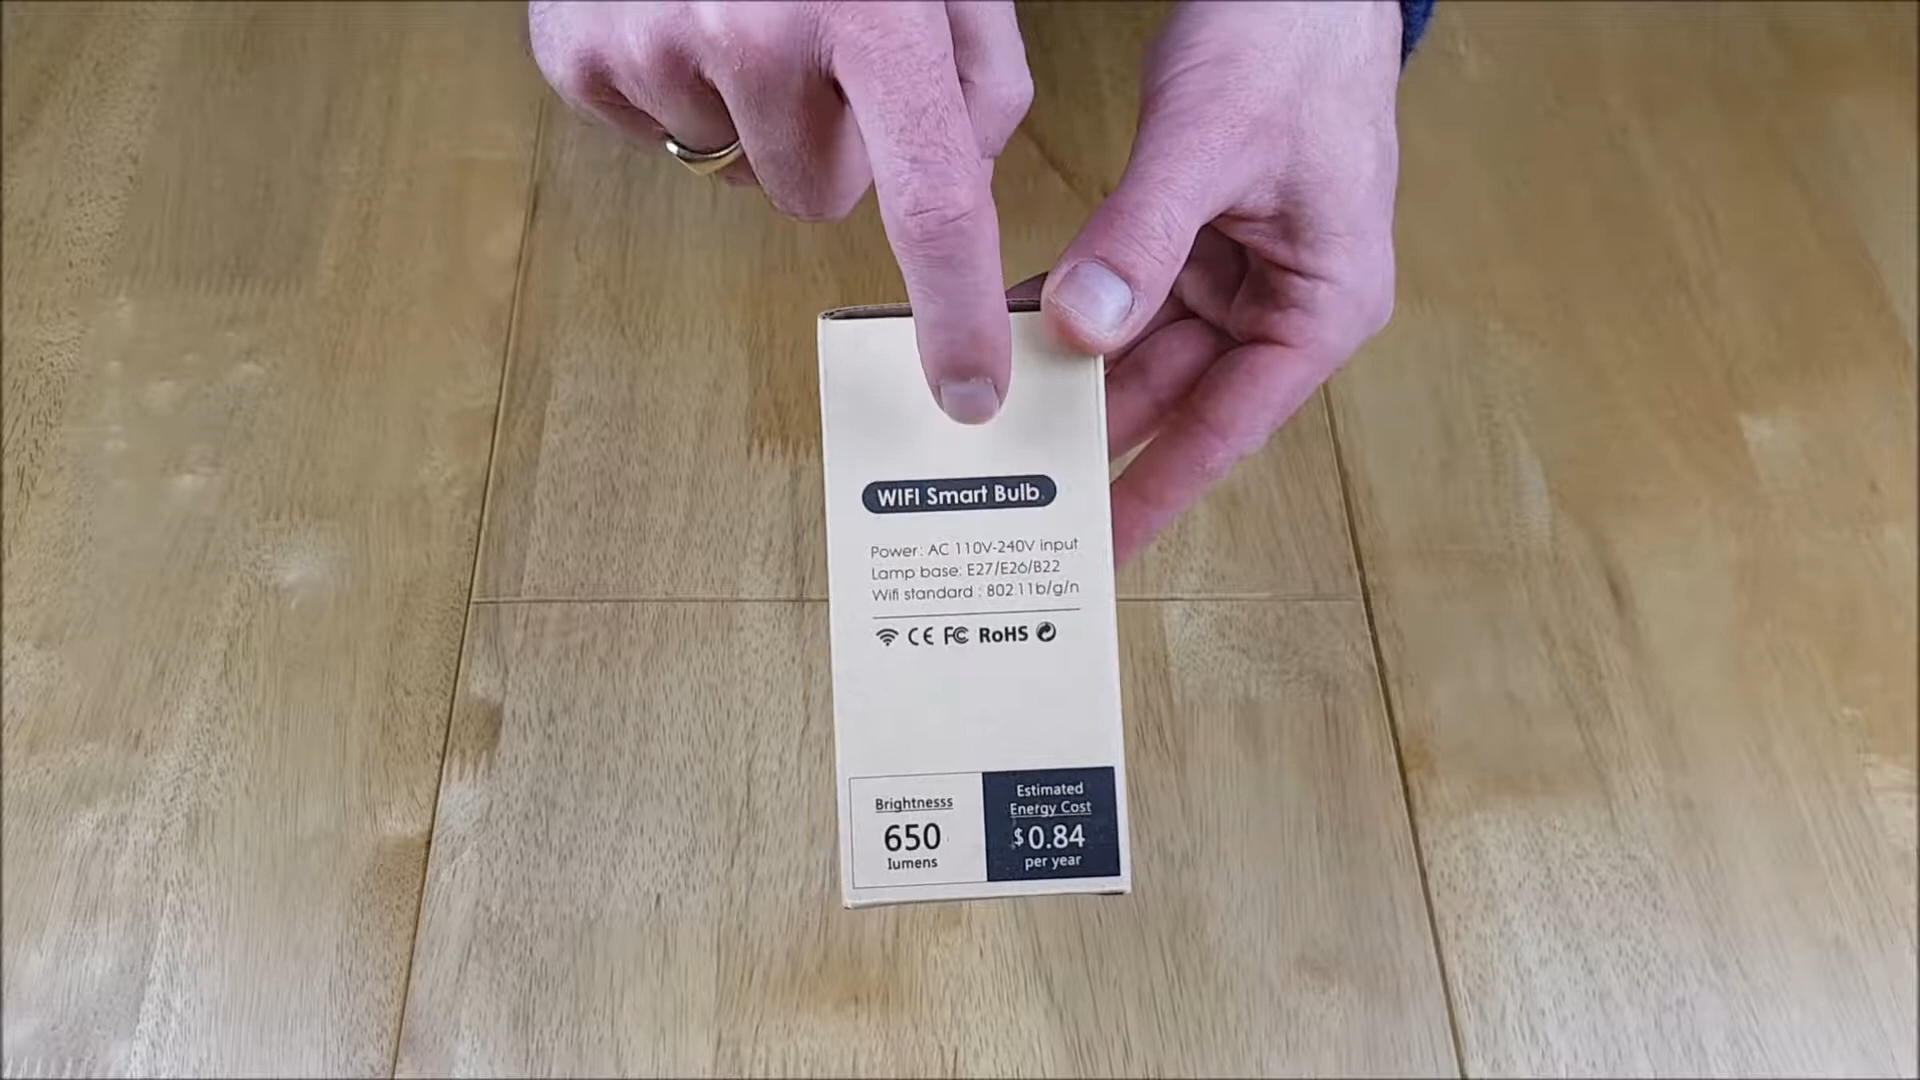 WIFI Smart Bulb
Power: AC 110V-240V input
Lamp base: E27/E26/B22
Wifi standard : 802.11b/g/n
CE FC RoHS
Brightnesss
650
lumens
Estimated
Energy Cost
$0.84
per year